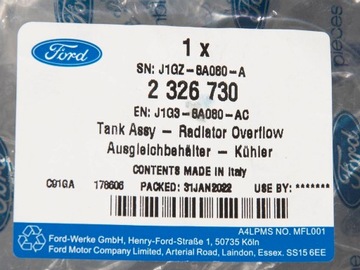 Ford
1 x
SN: J1GZ-8A080-A
2 326 730
EN: J1G3-8A080-AC
Tank Assy - Radiator Overflow
Ausgleichbehälter - Kühler
CONTENTS MADE IN Italy
C91GA 178606 PACKED: 31JAN2022 USE BY: *******
A4LPMS NO. MFL001
Ford-Werke GmbH, Henry-Ford-Straße 1, 50735 Köln
Ford Motor Company Limited, Arterial Road, Laindon, Essex. SS15 6EE